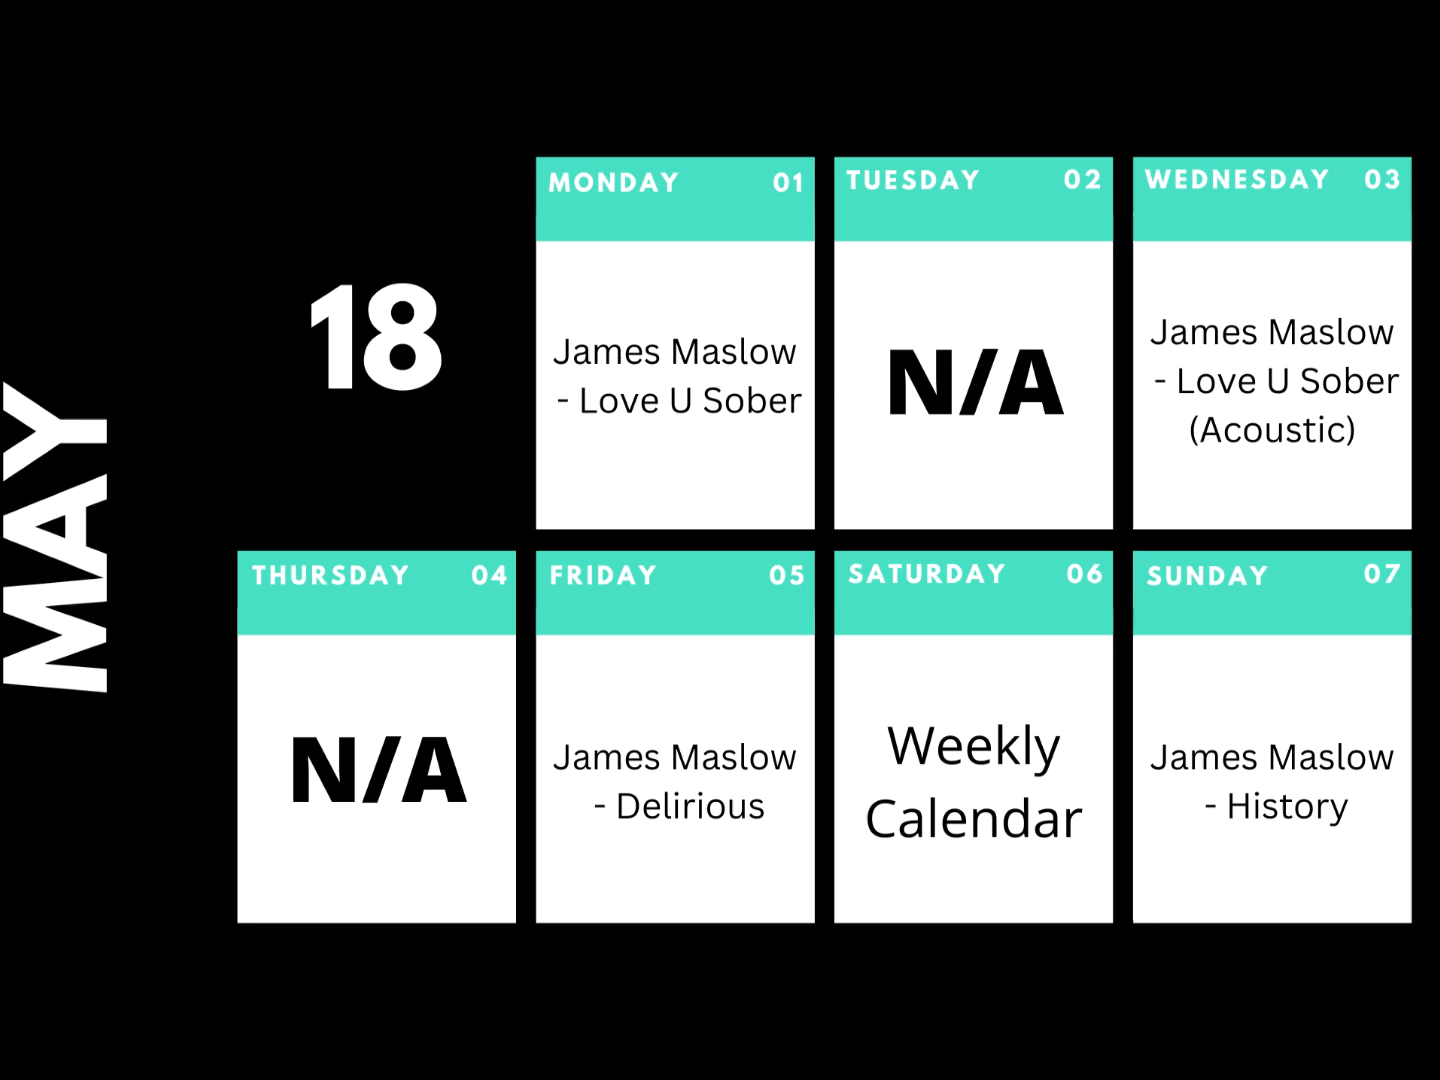 MAY
18
MONDAY 01
James Maslow
- Love U Sober
TUESDAY 02
N/A
WEDNESDAY 03
James Maslow
- Love U Sober
(Acoustic)
THURSDAY 04
N/A
FRIDAY 05
James Maslow
- Delirious
SATURDAY 06
Weekly
Calendar
SUNDAY 07
James Maslow
- History